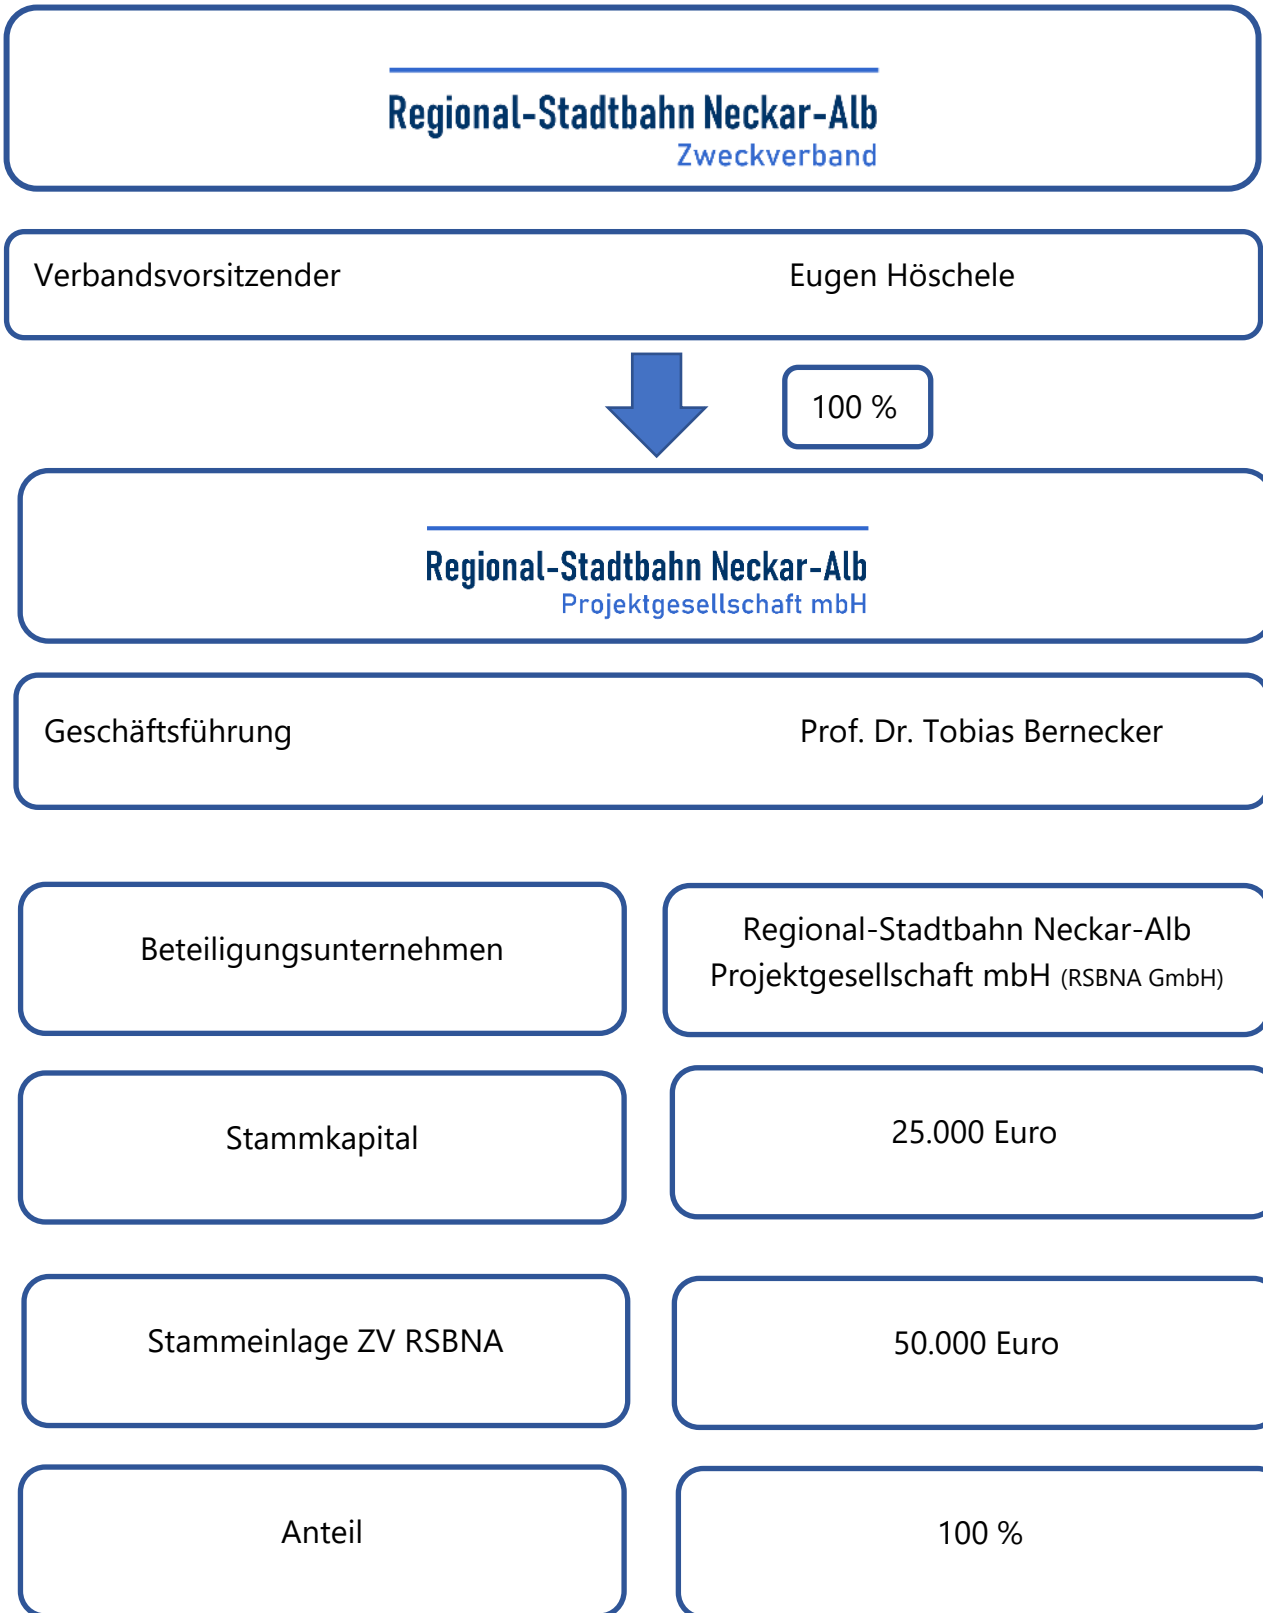 Regional-Stadtbahn Neckar-Alb
Zweckverband
Verbandsvorsitzender Eugen Höschele
100 %
Regional-Stadtbahn Neckar-Alb
Projektgesellschaft mbH
Geschäftsführung Prof. Dr. Tobias Bernecker
Beteiligungsunternehmen
Regional-Stadtbahn Neckar-Alb
Projektgesellschaft mbH (RSBNA GmbH)
Stammkapital
25.000 Euro
Stammeinlage ZV RSBNA
50.000 Euro
Anteil
100 %